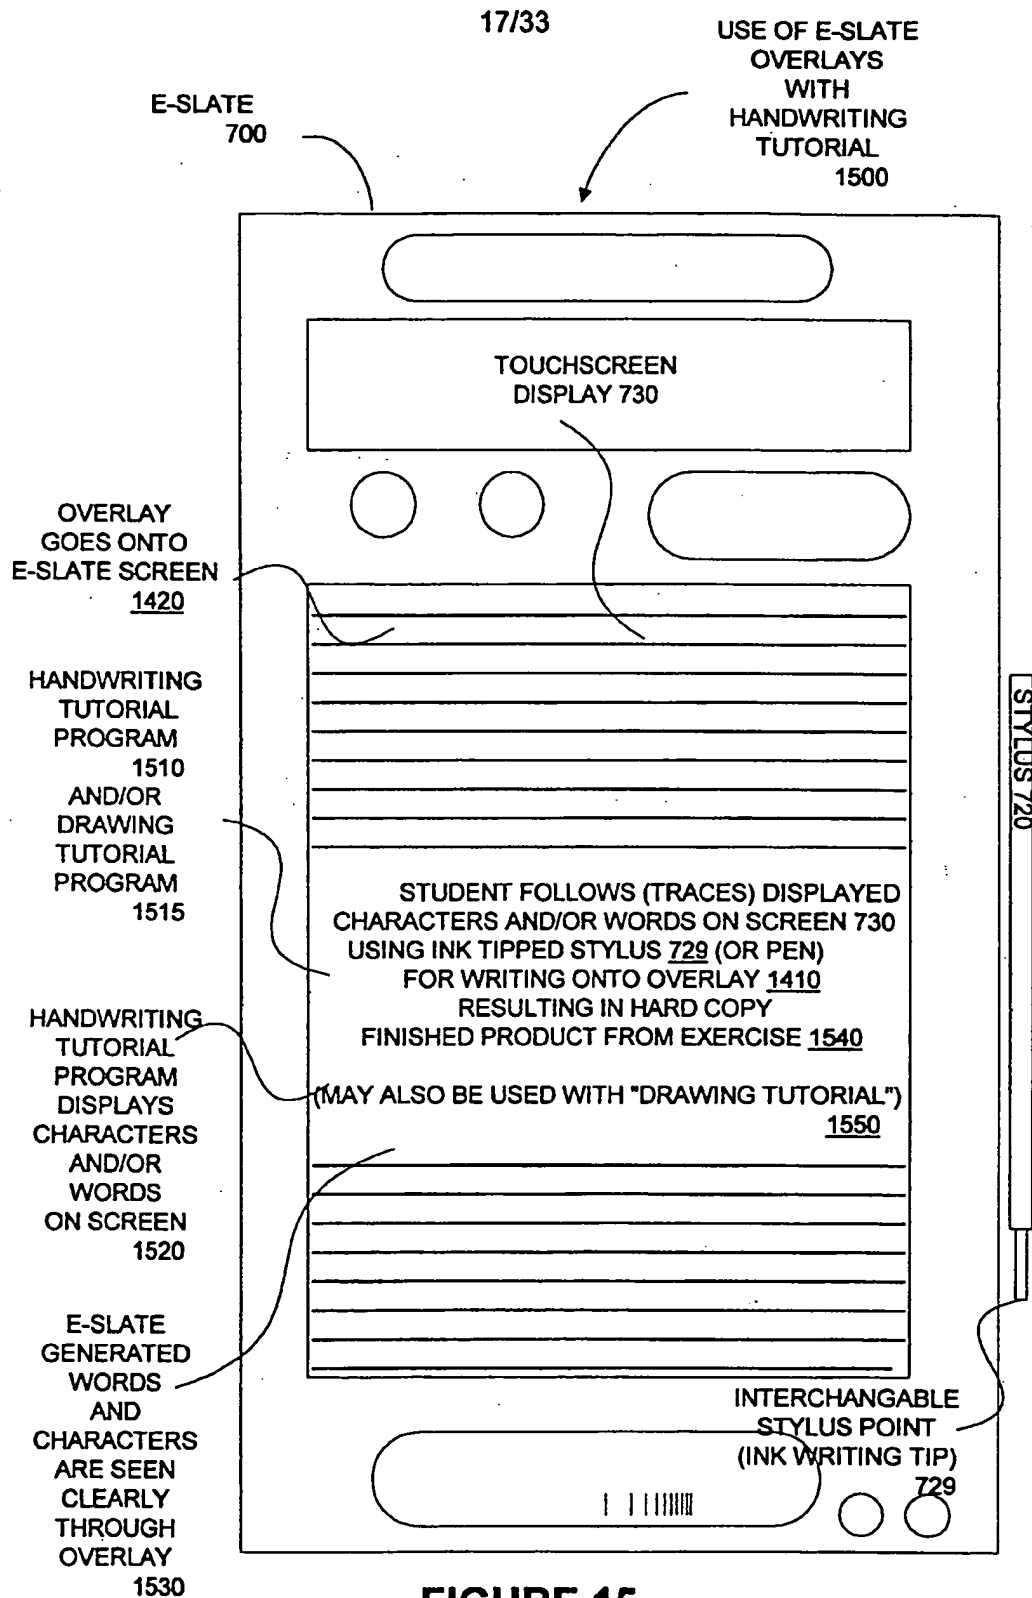 17/33
USE OF E-SLATE
OVERLAYS
WITH
HANDWRITING
TUTORIAL
1500
E-SLATE
700
TOUCHSCREEN
DISPLAY 730
OVERLAY
GOES ONTO
E-SLATE SCREEN
1420
HANDWRITING
TUTORIAL
PROGRAM
1510
AND/OR
DRAWING
TUTORIAL
PROGRAM
1515
STYLUS 720
STUDENT FOLLOWS (TRACES) DISPLAYED
CHARACTERS AND/OR WORDS ON SCREEN 730
USING INK TIPPED STYLUS 729 (OR PEN)
FOR WRITING ONTO OVERLAY 1410
RESULTING IN HARD COPY
FINISHED PRODUCT FROM EXERCISE 1540
(MAY ALSO BE USED WITH "DRAWING TUTORIAL")
1550
HANDWRITING
TUTORIAL
PROGRAM
DISPLAYS
CHARACTERS
AND/OR
WORDS
ON SCREEN
1520
E-SLATE
GENERATED
WORDS
AND
CHARACTERS
ARE SEEN
CLEARLY
THROUGH
OVERLAY
1530
INTERCHANGABLE
STYLUS POINT
(INK WRITING TIP)
729
FIGURE 15